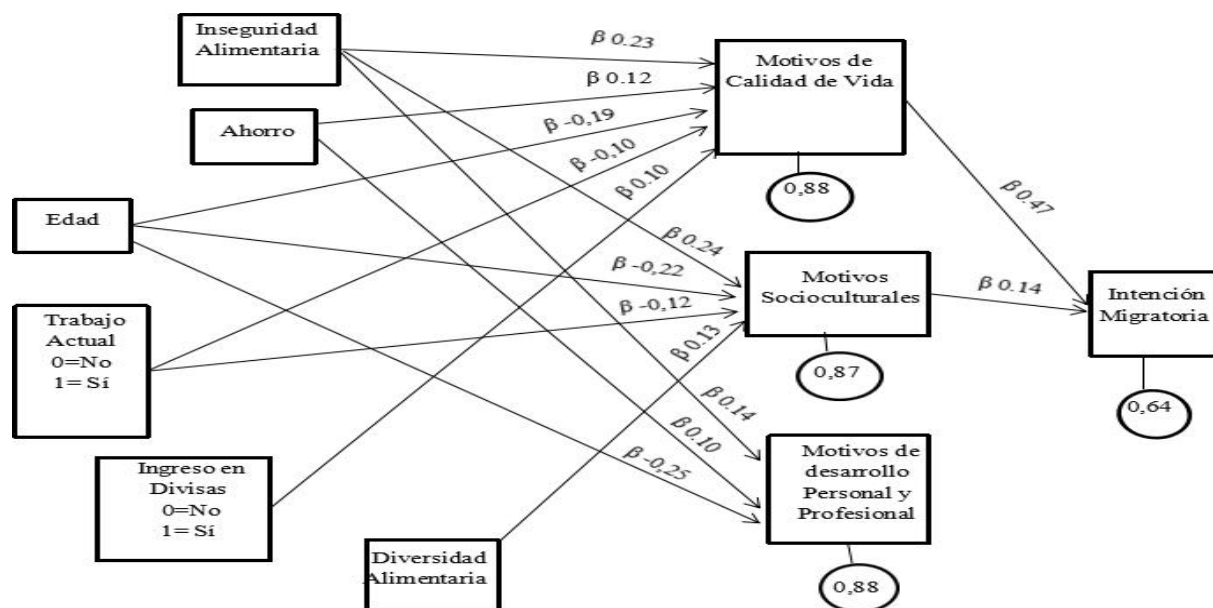 Inseguridad
Alimentaria
Ahorro
Edad
Trabajo
Actual
0=No
1= Sí
Ingreso en
Divisas
0=No
1= Sí
Diversidad
Alimentaria
β 0.23
β 0.12
β -0,19
β -0,10
β 0.10
β 0.24
β -0,22
β -0,12
β 0.13
β 0.14
β 0.10
β -0,25
Motivos de
Calidad de Vida
0,88
Motivos
Socioculturales
0,87
Motivos de
desarrollo
Personal y
Profesional
0,88
β 0.47
β 0.14
Intención
Migratoria
0,64